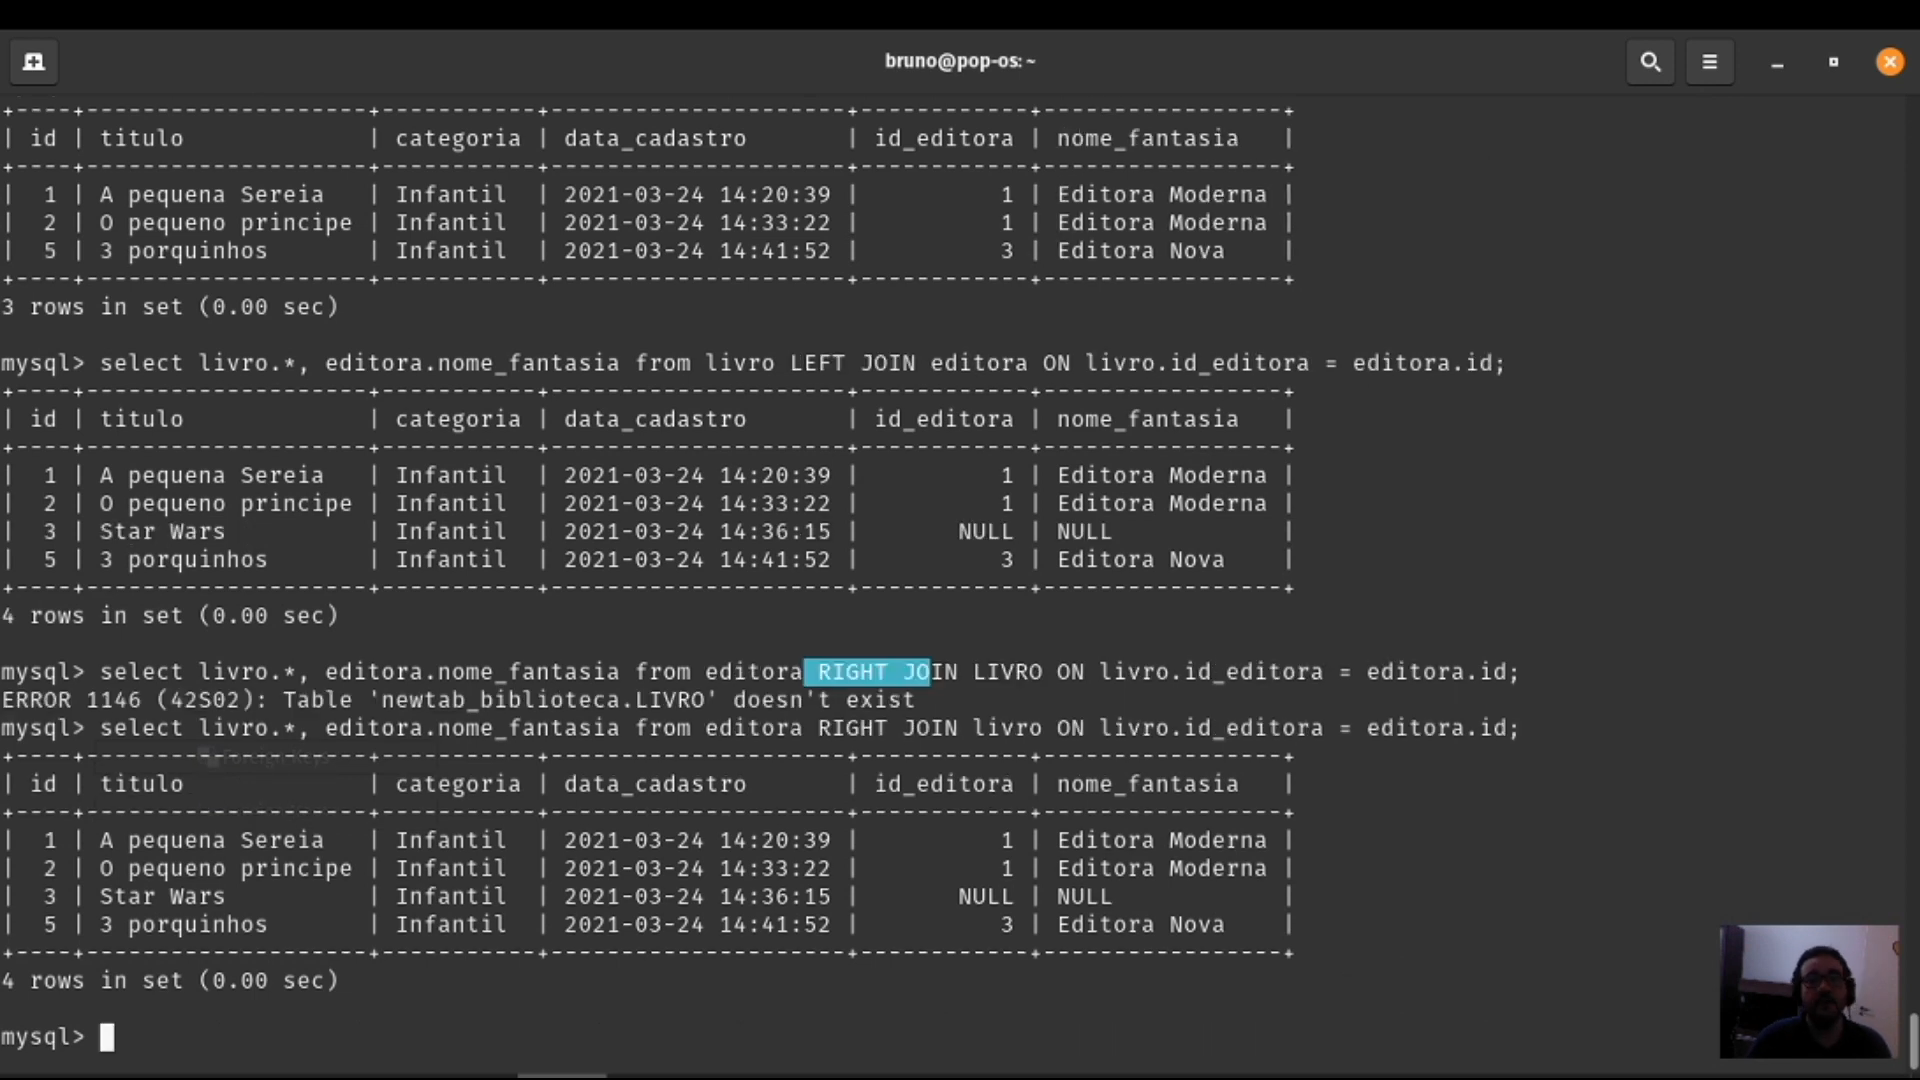 bruno@pop-os: ~
+----+--------------------+-----------+---------------------+-------------+-----------------+
| id | titulo             | categoria | data_cadastro       | id_editora | nome_fantasia   |
+----+--------------------+-----------+---------------------+-------------+-----------------+
| 1 | A pequena Sereia | Infantil | 2021-03-24 14:20:39 | 1 | Editora Moderna |
| 2 | O pequeno principe | Infantil | 2021-03-24 14:33:22 | 1 | Editora Moderna |
| 5 | 3 porquinhos | Infantil | 2021-03-24 14:41:52 | 3 | Editora Nova |
+----+--------------------+-----------+---------------------+-------------+-----------------+
3 rows in set (0.00 sec)
mysql> select livro.*, editora.nome_fantasia from livro LEFT JOIN editora ON livro.id_editora = editora.id;
+----+--------------------+-----------+---------------------+-------------+-----------------+
| id | titulo | categoria | data_cadastro | id_editora | nome_fantasia |
+----+--------------------+-----------+---------------------+-------------+-----------------+
| 1 | A pequena Sereia | Infantil | 2021-03-24 14:20:39 | 1 | Editora Moderna |
| 2 | O pequeno principe | Infantil | 2021-03-24 14:33:22 | 1 | Editora Moderna |
| 3 | Star Wars | Infantil | 2021-03-24 14:36:15 | NULL | NULL |
| 5 | 3 porquinhos | Infantil | 2021-03-24 14:41:52 | 3 | Editora Nova |
+----+--------------------+-----------+---------------------+-------------+-----------------+
4 rows in set (0.00 sec)
mysql> select livro.*, editora.nome_fantasia from editora RIGHT JOIN LIVRO ON livro.id_editora = editora.id;
ERROR 1146 (42S02): Table 'newtab_biblioteca.LIVRO' doesn't exist
mysql> select livro.*, editora.nome_fantasia from editora RIGHT JOIN livro ON livro.id_editora = editora.id;
Foreign Keys
+----+--------------------+-----------+---------------------+-------------+-----------------+
| id | titulo | categoria | data_cadastro | id_editora | nome_fantasia |
+----+--------------------+-----------+---------------------+-------------+-----------------+
| 1 | A pequena Sereia | Infantil | 2021-03-24 14:20:39 | 1 | Editora Moderna |
| 2 | O pequeno principe | Infantil | 2021-03-24 14:33:22 | 1 | Editora Moderna |
| 3 | Star Wars | Infantil | 2021-03-24 14:36:15 | NULL | NULL |
| 5 | 3 porquinhos | Infantil | 2021-03-24 14:41:52 | 3 | Editora Nova |
+----+--------------------+-----------+---------------------+-------------+-----------------+
4 rows in set (0.00 sec)
mysql>